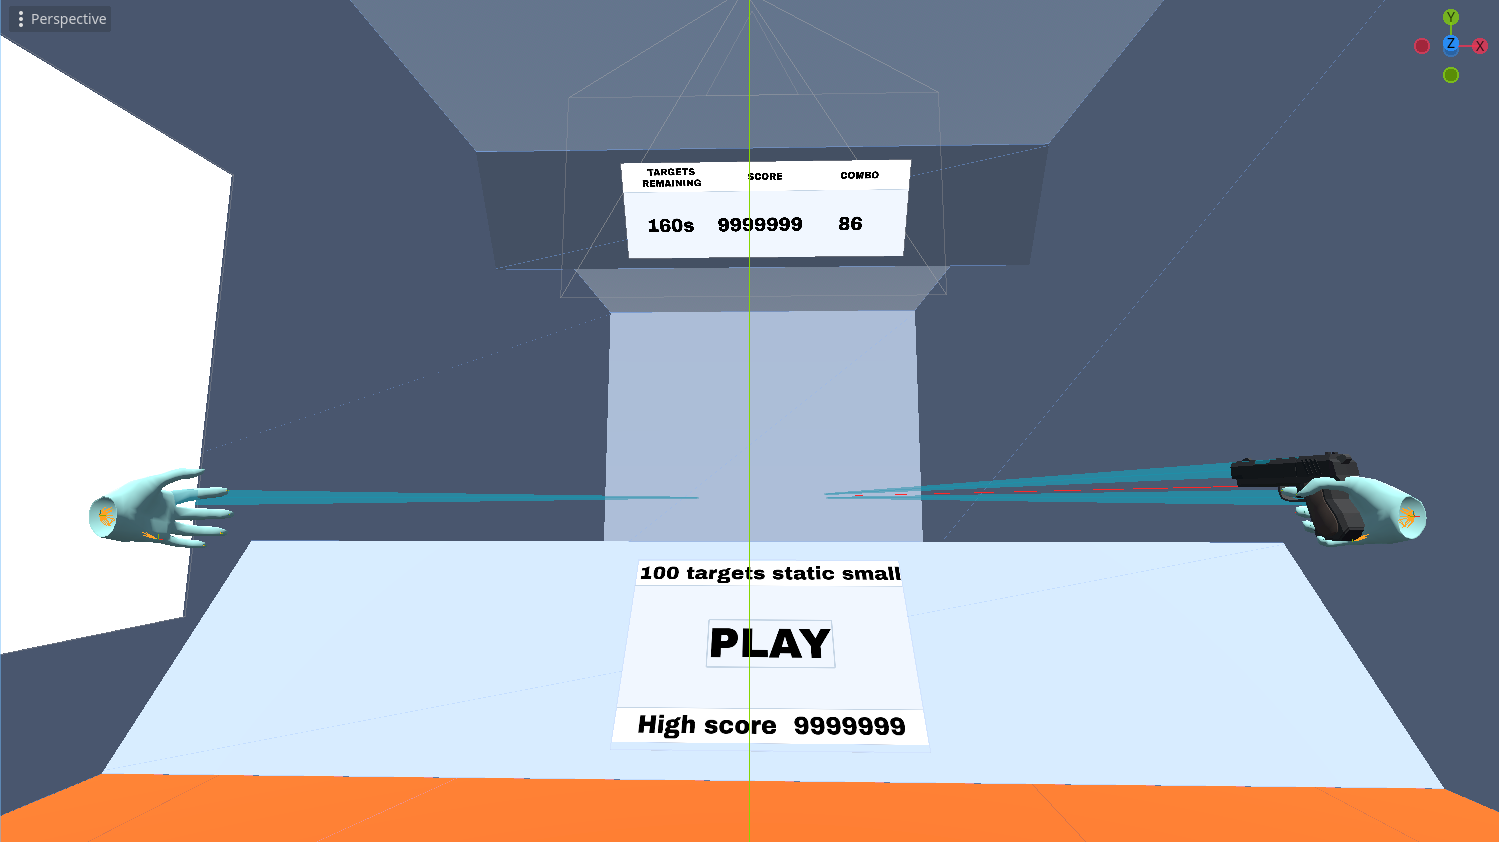 Perspective
Y
Z
X
TARGETS
REMAINING
SCORE
COMBO
160s
9999999
86
100 targets static small
PLAY
High score 9999999